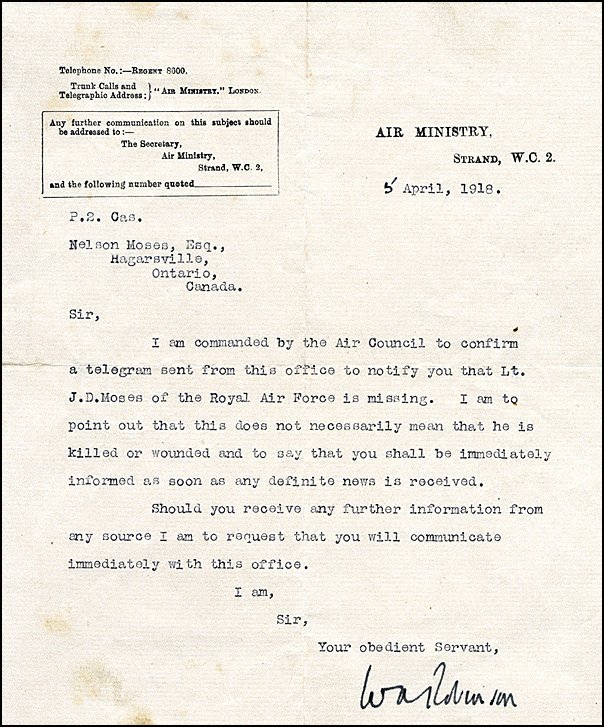 Telephone No.:—REGENT 8000.
Trunk Calls and
Telegraphic Address:} "AIR MINISTRY." LONDON.
Any further communication on this subject should
be addressed to:—
The Secretary,
Air Ministry,
Strand, W.C. 2,
and the following number quoted
AIR MINISTRY,
STRAND, W.C. 2.
5 April, 1918.
P.2. Cas.
Nelson Moses, Esq.,
Hagarsville,
Ontario,
Canada.
Sir,
I am commanded by the Air Council to confirm
a telegram sent from this office to notify you that Lt.
J.D.Moses of the Royal Air Force is missing. I am to
point out that this does not necessarily mean that he is
killed or wounded and to say that you shall be immediately
informed as soon as any definite news is received.
Should you receive any further information from
any source I am to request that you will communicate
immediately with this office.
I am,
Sir,
Your obedient Servant,
Robinson